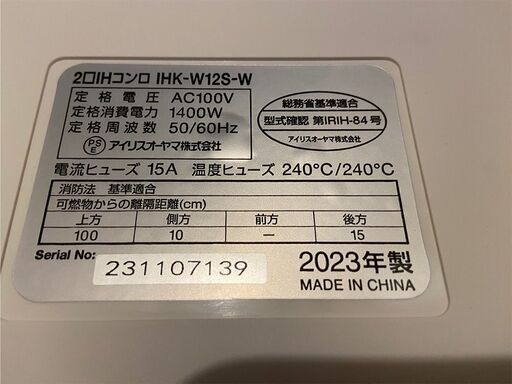 2口IHコンロ IHK-W12S-W
定格電圧 AC100V
定格消費電力 1400W
定格周波数 50/60Hz
PSE アイリスオーヤマ株式会社
総務省基準適合
型式確認 第IRIH-84号
アイリスオーヤマ株式会社
電流ヒューズ 15A 温度ヒューズ 240°C/240°C
消防法 基準適合
可燃物からの離隔距離(cm)
上方 側方 前方 後方
100 10 ー 15
Serial No: 231107139
2023年製
MADE IN CHINA